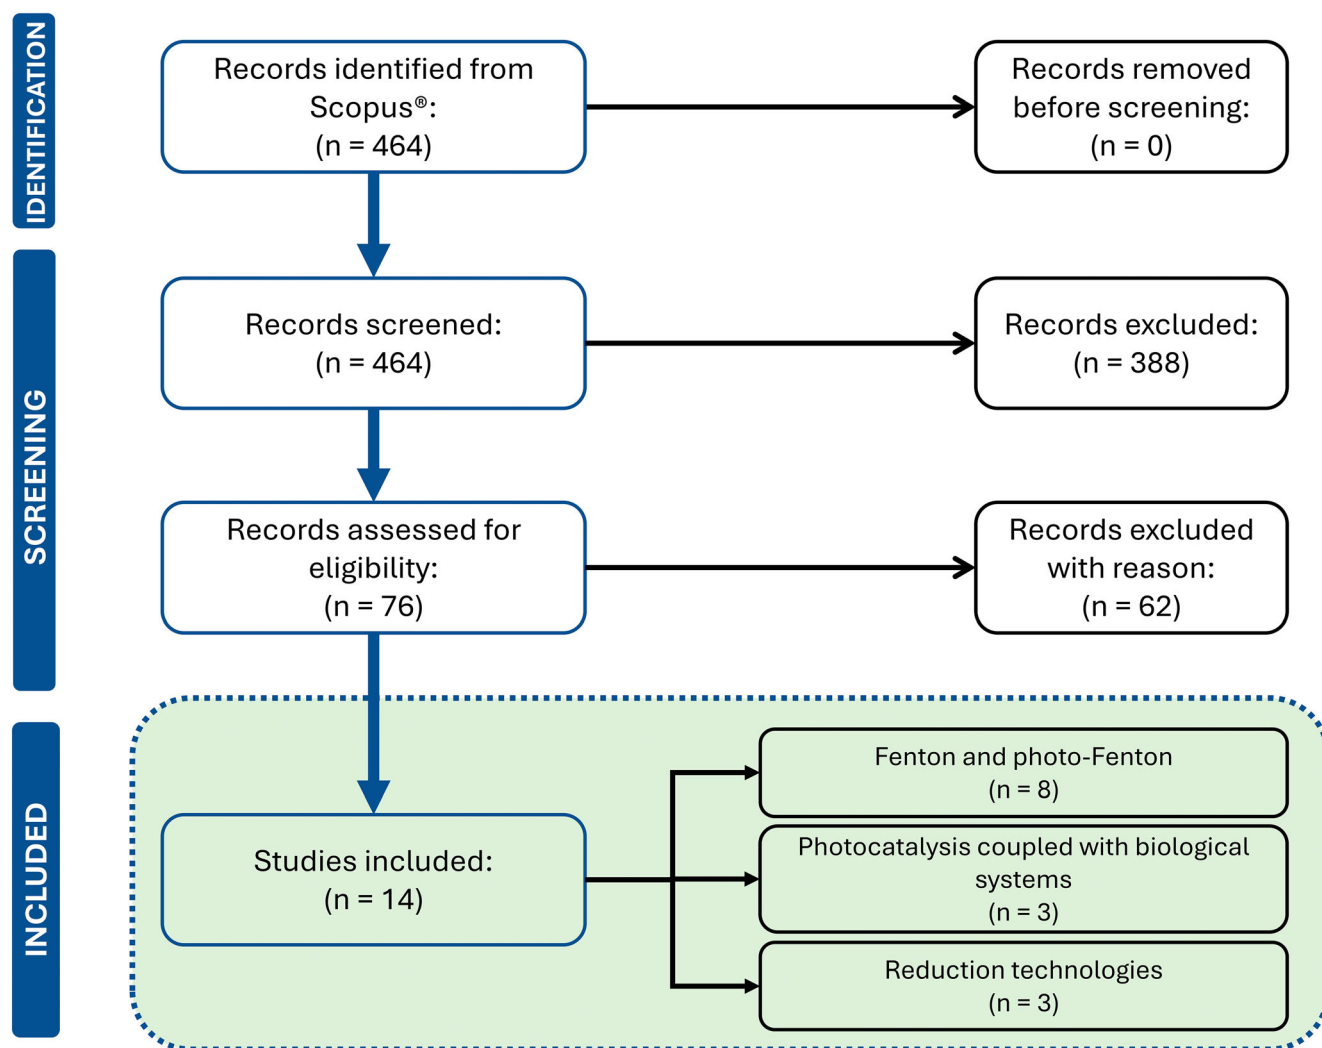 IDENTIFICATION
Records identified from
Scopus®:
(n = 464)
Records removed
before screening:
(n = 0)
SCREENING
Records screened:
(n = 464)
Records excluded:
(n = 388)
Records assessed for
eligibility:
(n = 76)
Records excluded
with reason:
(n = 62)
INCLUDED
Studies included:
(n = 14)
Fenton and photo-Fenton
(n = 8)
Photocatalysis coupled with biological
systems
(n = 3)
Reduction technologies
(n = 3)